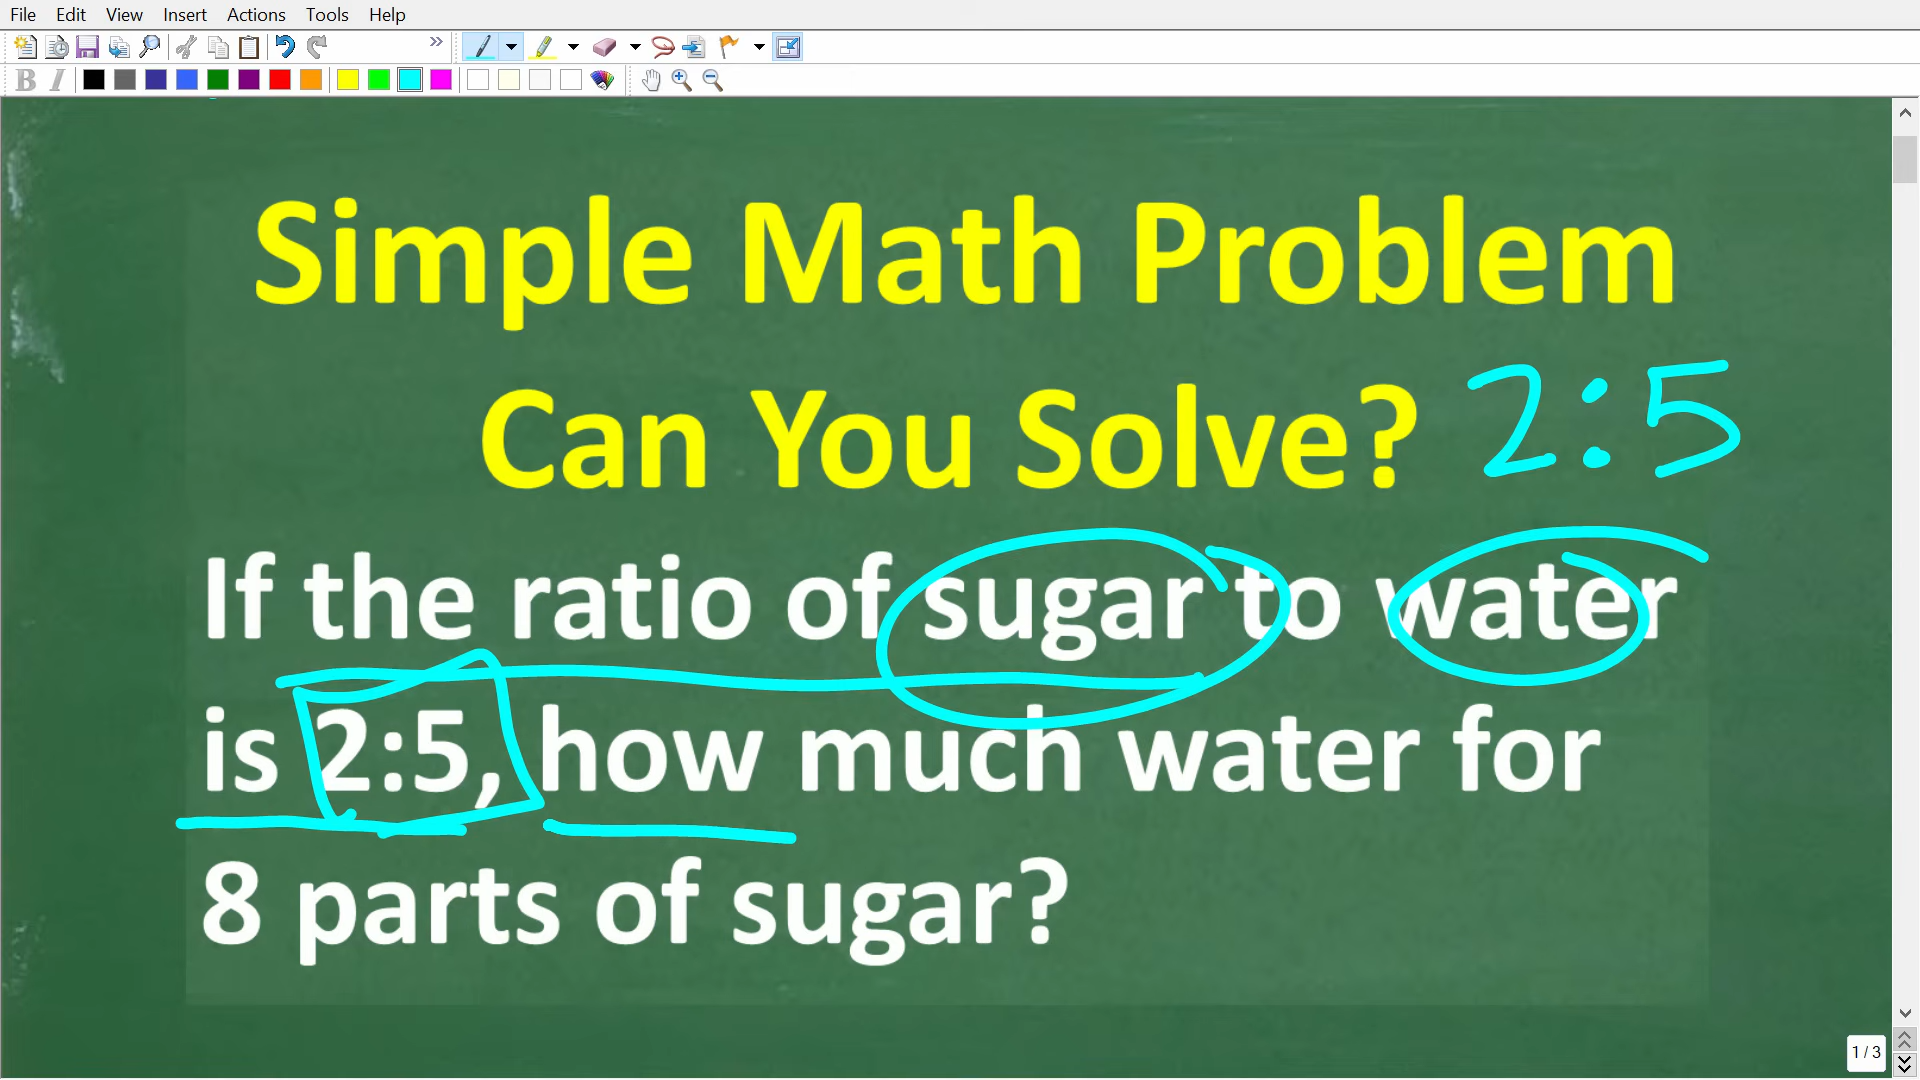 File Edit View Insert Actions Tools Help
B I
Simple Math Problem
Can You Solve? 2:5
If the ratio of sugar to water
is 2:5, how much water for
8 parts of sugar?
1 / 3